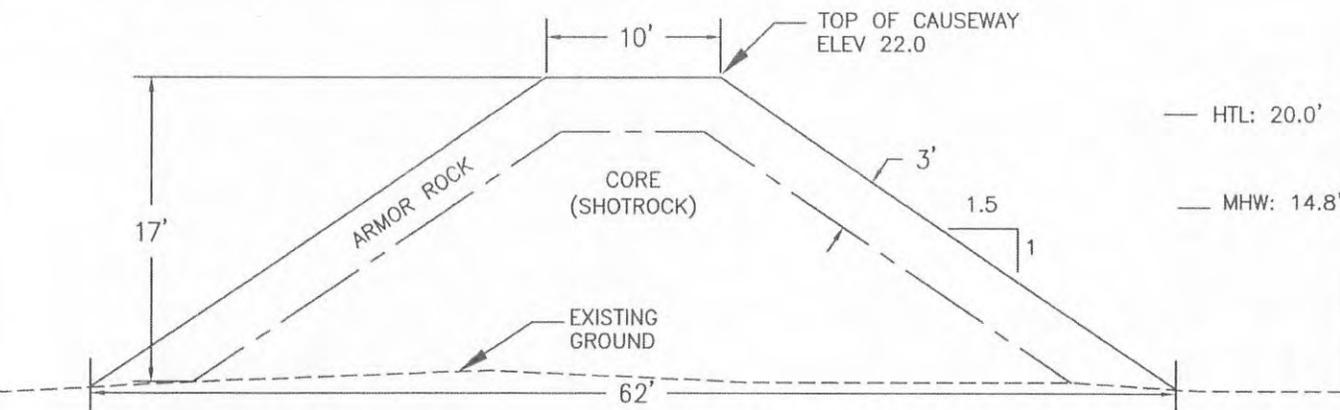 10'
TOP OF CAUSEWAY
ELEV 22.0
HTL: 20.0'
3'
ARMOR ROCK
CORE
(SHOTROCK)
1.5
1
MHW: 14.8'
17'
EXISTING
GROUND
62'